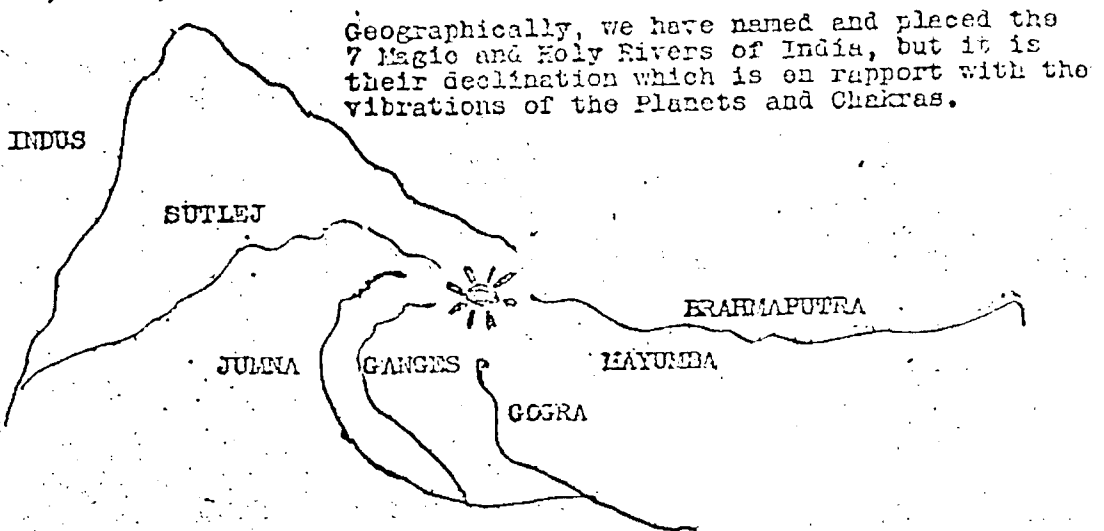 Geographically, we have named and placed the
7 Magic and Holy Rivers of India, but it is
their declination which is en rapport with the
vibrations of the Planets and Chakras.
INDUS
SUTLEJ
BRAHMAPUTRA
JUMNA GANGES MAYUMBA
GOGRA